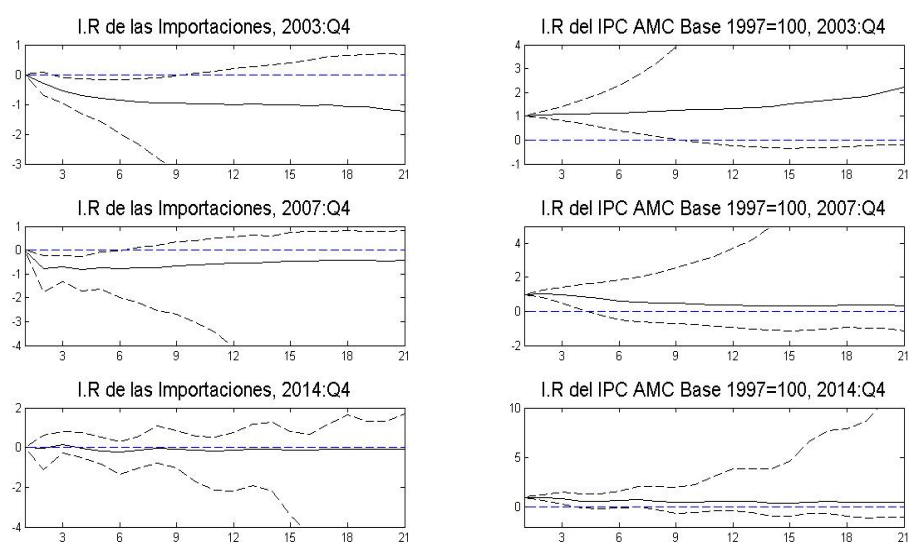 I.R de las Importaciones, 2003:Q4
1
0
-1
-2
-3
3 6 9 12 15 18 21
I.R del IPC AMC Base 1997=100, 2003:Q4
4
3
2
1
0
-1
3 6 9 12 15 18 21
I.R de las Importaciones, 2007:Q4
1
0
-1
-2
-3
-4
3 6 9 12 15 18 21
I.R del IPC AMC Base 1997=100, 2007:Q4
4
2
0
-2
3 6 9 12 15 18 21
I.R de las Importaciones, 2014:Q4
2
0
-2
-4
3 6 9 12 15 18 21
I.R del IPC AMC Base 1997=100, 2014:Q4
10
5
0
3 6 9 12 15 18 21